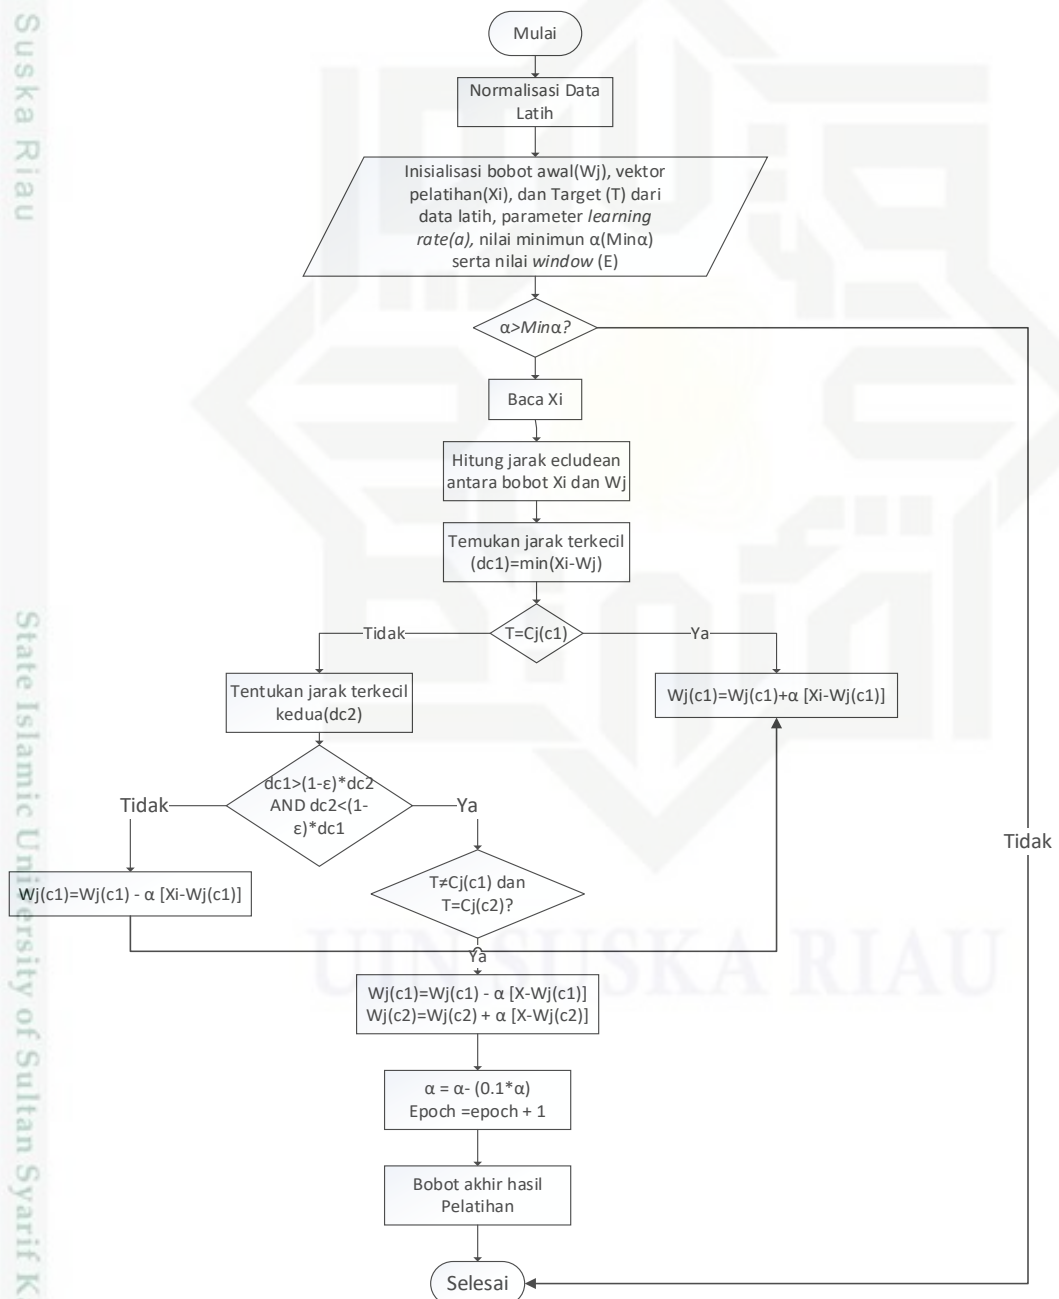 Suska Riau
State Islamic University of Sultan Syarif K
Mulai
Normalisasi Data
Latih
Inisialisasi bobot awal(Wj), vektor
pelatihan(Xi), dan Target (T) dari
data latih, parameter learning
rate(a), nilai minimun α(Minα)
serta nilai window (E)
α>Minα?
Baca Xi
Hitung jarak ecludean
antara bobot Xi dan Wj
Temukan jarak terkecil
(dc1)=min(Xi-Wj)
T=Cj(c1)
Tidak
Ya
Tentukan jarak terkecil
kedua(dc2)
Wj(c1)=Wj(c1)+α [Xi-Wj(c1)]
dc1>(1-ε)*dc2
AND dc2<(1-
ε)*dc1
Tidak
Ya
Tidak
Wj(c1)=Wj(c1) - α [Xi-Wj(c1)]
T≠Cj(c1) dan
T=Cj(c2)?
Ya
UIN SUSKA RIAU
Wj(c1)=Wj(c1) - α [X-Wj(c1)]
Wj(c2)=Wj(c2) + α [X-Wj(c2)]
α = α- (0.1*α)
Epoch =epoch + 1
Bobot akhir hasil
Pelatihan
Selesai